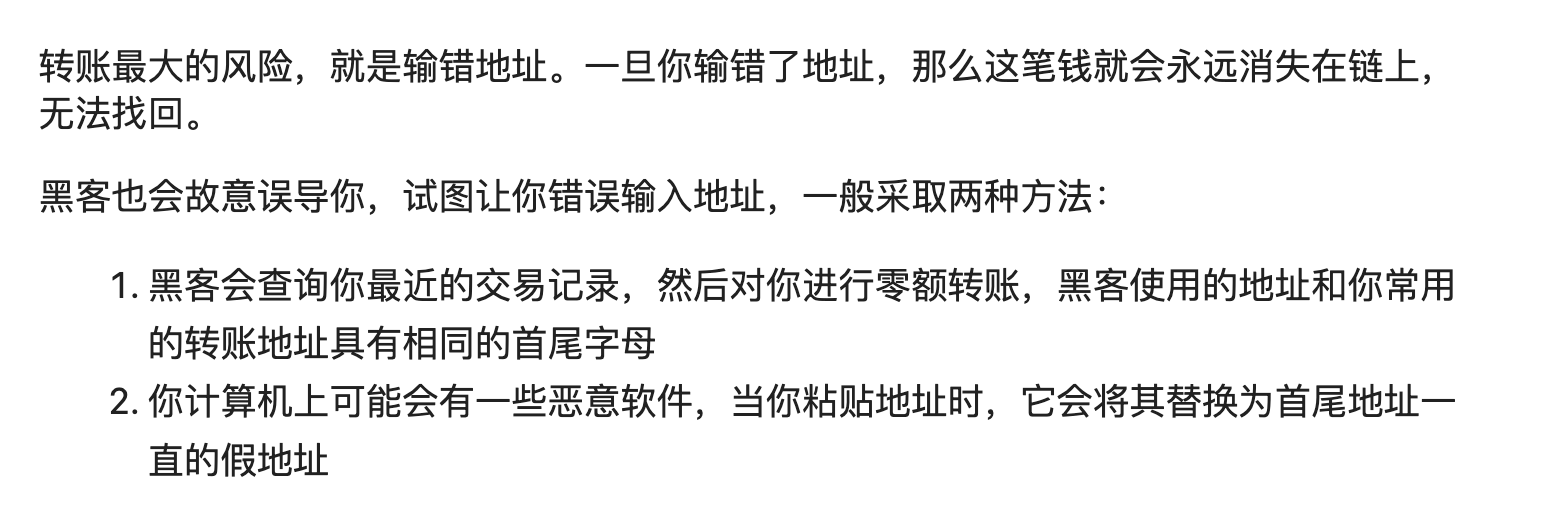 转账最大的风险，就是输错地址。一旦你输错了地址，那么这笔钱就会永远消失在链上，
无法找回。
黑客也会故意误导你，试图让你错误输入地址，一般采取两种方法：
1. 黑客会查询你最近的交易记录，然后对你进行零额转账，黑客使用的地址和你常用
的转账地址具有相同的首尾字母
2. 你计算机上可能会有一些恶意软件，当你粘贴地址时，它会将其替换为首尾地址一
直的假地址